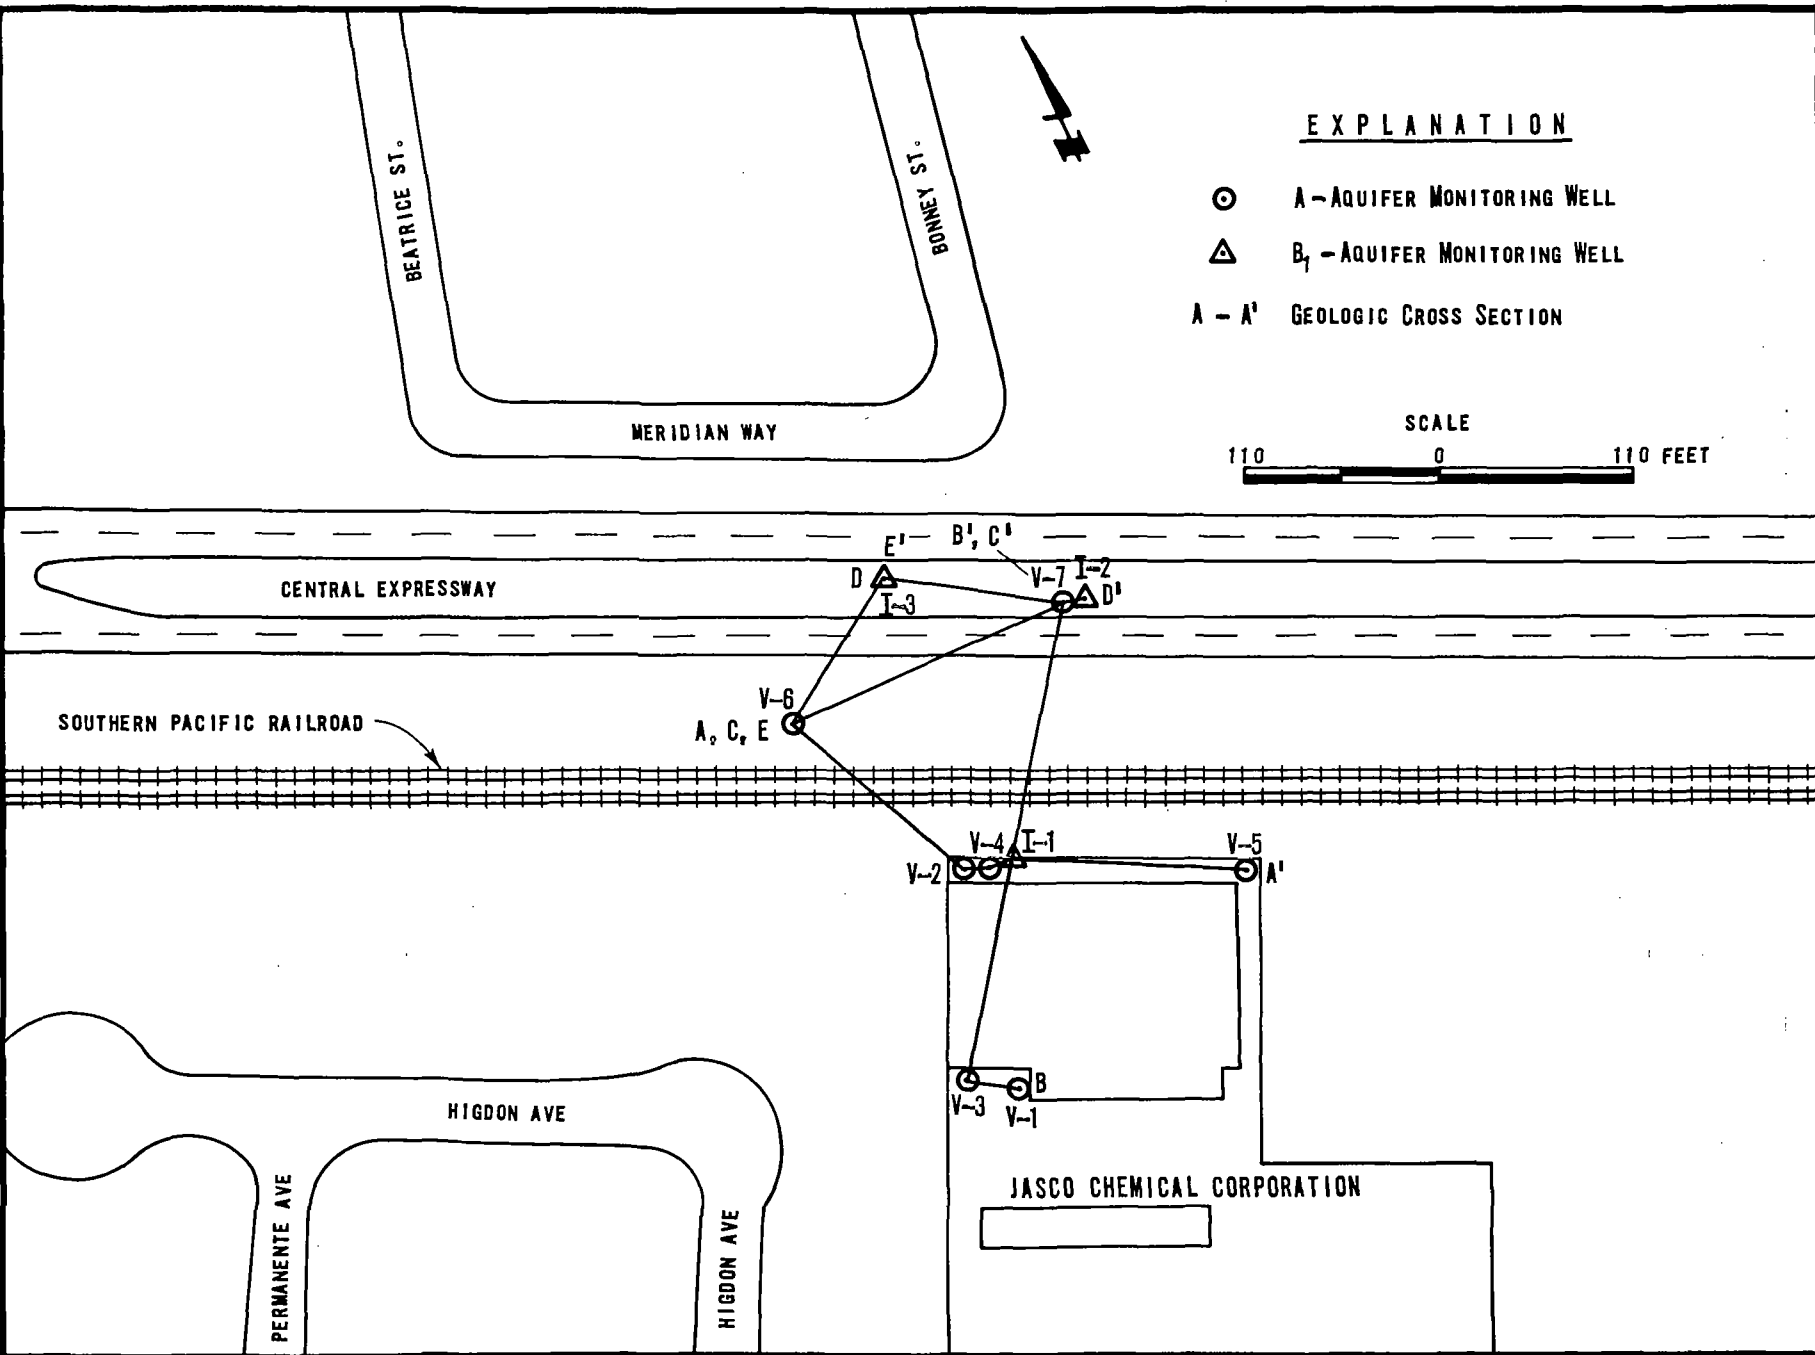 EXPLANATION
A-AQUIFER MONITORING WELL
B1-AQUIFER MONITORING WELL
A - A' GEOLOGIC CROSS SECTION
SCALE
110 0 110 FEET
N
BEATRICE ST.
BONNEY ST.
MERIDIAN WAY
E'
B', C'
D
I-3
V-7
I-2
D'
CENTRAL EXPRESSWAY
V-6
A, C, E
SOUTHERN PACIFIC RAILROAD
V-2
V-4
I-1
V-5
A'
V-3
V-1
B
HIGDON AVE
PERMANENTE AVE
HIGDON AVE
JASCO CHEMICAL CORPORATION